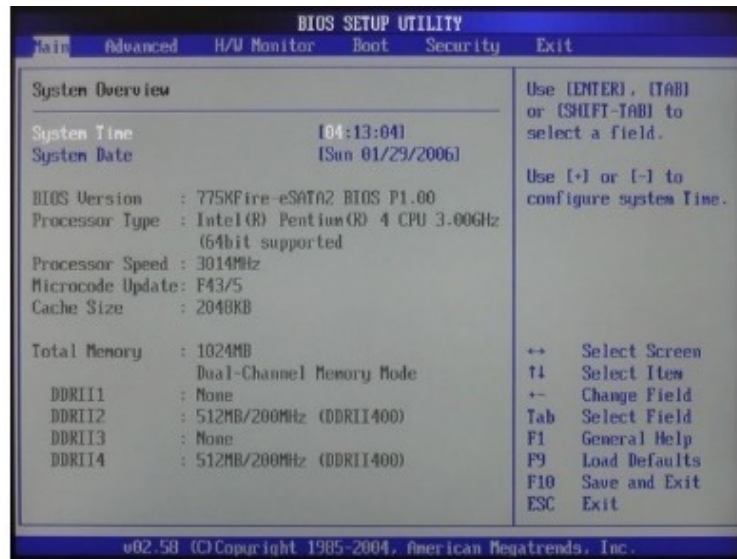 BIOS SETUP UTILITY
Main Advanced H/W Monitor Boot Security Exit
System Overview
System Time [04:13:04]
System Date [Sun 01/29/2006]
BIOS Version : 775XFire-eSATA2 BIOS P1.00
Processor Type : Intel(R) Pentium(R) 4 CPU 3.00GHz
(64bit supported
Processor Speed : 3014MHz
Microcode Update: F43/5
Cache Size : 2048KB
Total Memory : 1024MB
Dual-Channel Memory Mode
DDRII1 : None
DDRII2 : 512MB/200MHz (DDRII400)
DDRII3 : None
DDRII4 : 512MB/200MHz (DDRII400)
Use [ENTER], [TAB]
or [SHIFT-TAB] to
select a field.
Use [+] or [-] to
configure system Time.
↔ Select Screen
↑↓ Select Item
+- Change Field
Tab Select Field
F1 General Help
F9 Load Defaults
F10 Save and Exit
ESC Exit
v02.58 (C)Copyright 1985-2004, American Megatrends, Inc.